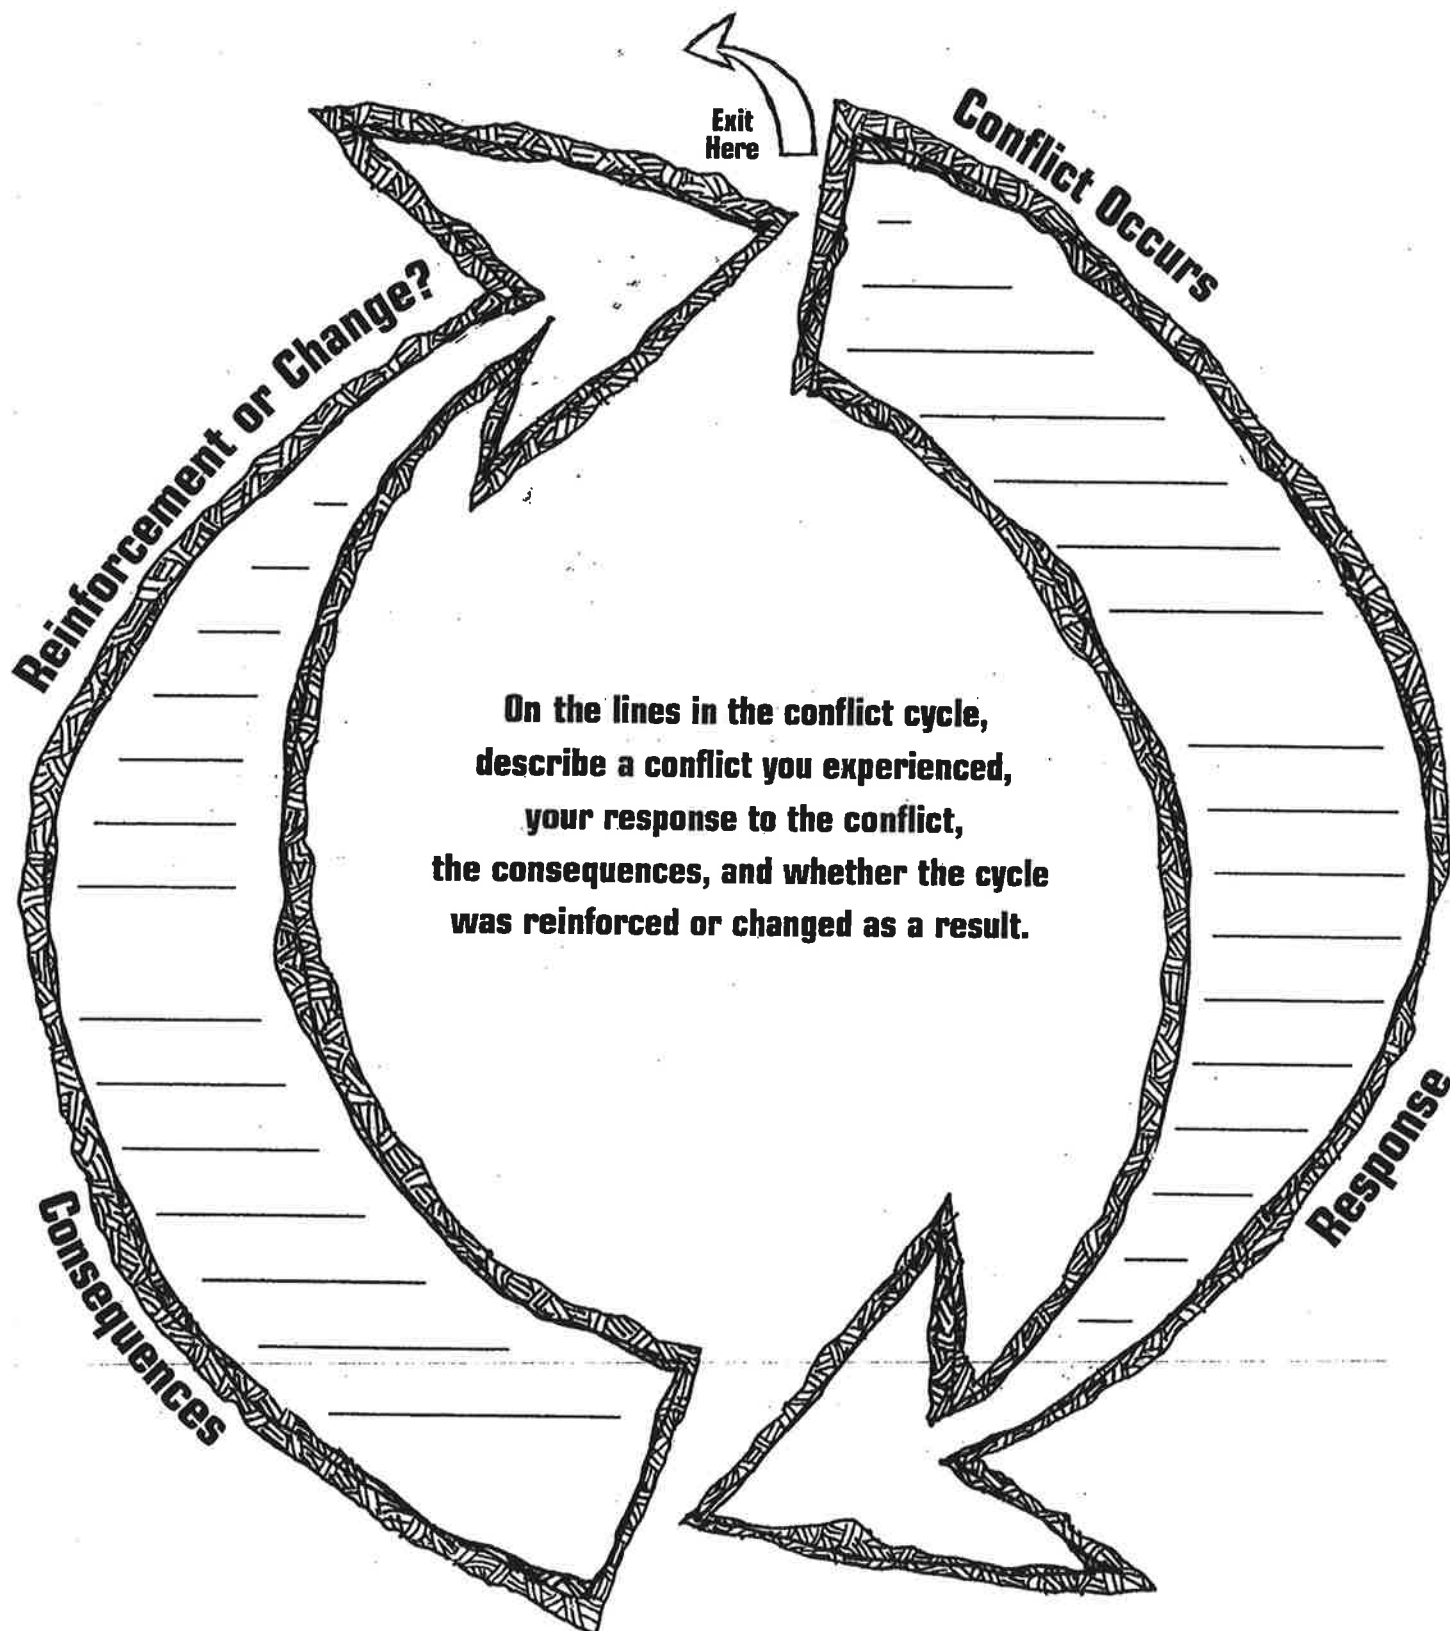 Exit
Here
Conflict Occurs
Reinforcement or Change?
On the lines in the conflict cycle,
describe a conflict you experienced,
your response to the conflict,
the consequences, and whether the cycle
was reinforced or changed as a result.
Response
Consequences